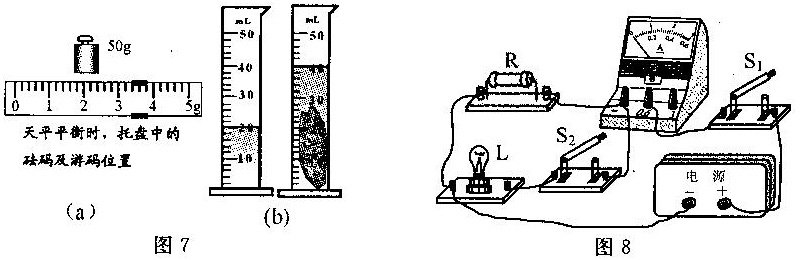 50g
0 1 2 3 4 5g
天平平衡时，托盘中的
砝码及游码位置
(a)
mL
50
40
30
20
10
mL
50
40
30
20
10
(b)
图 7
R
A
S1
S2
L
电 源
− +
图 8